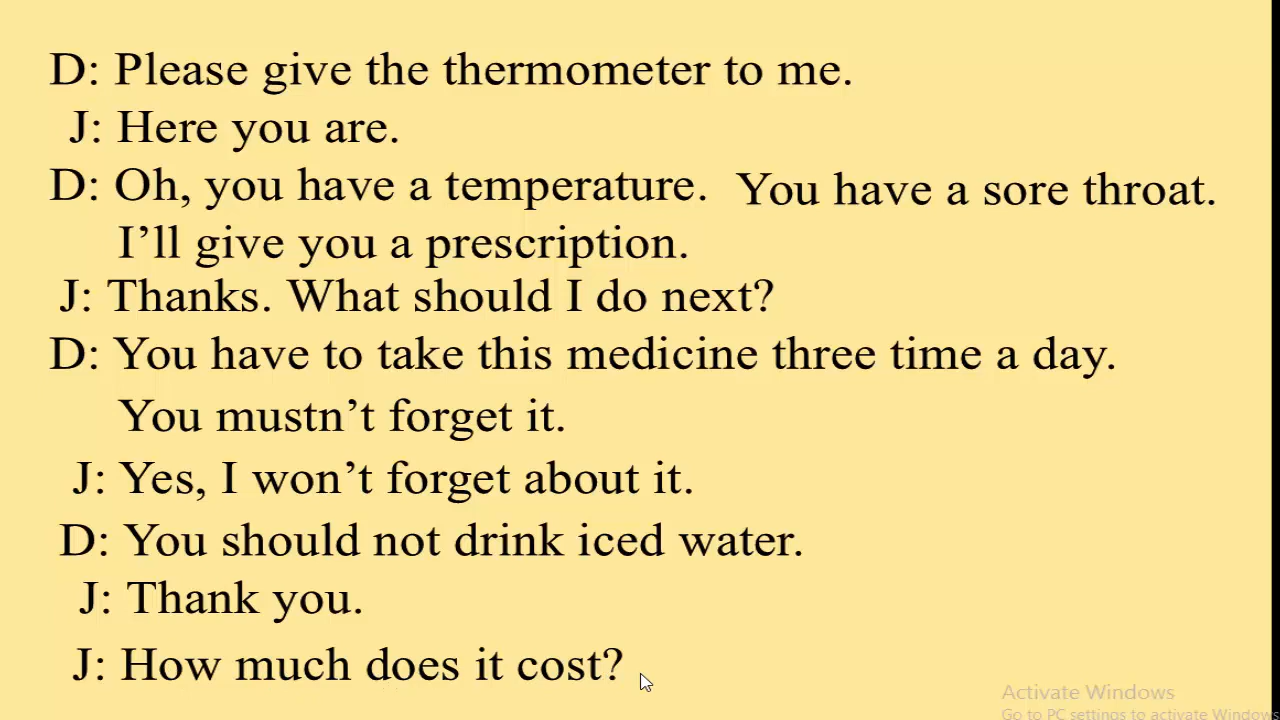 D: Please give the thermometer to me.
J: Here you are.
D: Oh, you have a temperature. You have a sore throat.
I’ll give you a prescription.
J: Thanks. What should I do next?
D: You have to take this medicine three time a day.
You mustn’t forget it.
J: Yes, I won’t forget about it.
D: You should not drink iced water.
J: Thank you.
J: How much does it cost?
Activate Windows
Go to PC settings to activate Windows